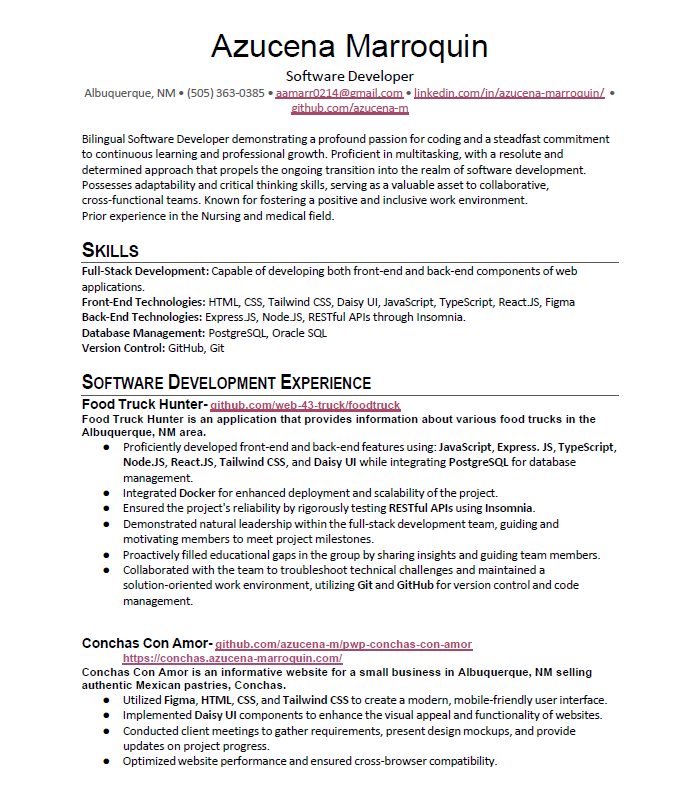 Azucena Marroquin
Software Developer
Albuquerque, NM • (505) 363-0385 • aamarr0214@gmail.com • linkedin.com/in/azucena-marroquin/ •
github.com/azucena-m
Bilingual Software Developer demonstrating a profound passion for coding and a steadfast commitment
to continuous learning and professional growth. Proficient in multitasking, with a resolute and
determined approach that propels the ongoing transition into the realm of software development.
Possesses adaptability and critical thinking skills, serving as a valuable asset to collaborative,
cross-functional teams. Known for fostering a positive and inclusive work environment.
Prior experience in the Nursing and medical field.
SKILLS
Full-Stack Development: Capable of developing both front-end and back-end components of web
applications.
Front-End Technologies: HTML, CSS, Tailwind CSS, Daisy UI, JavaScript, TypeScript, React.JS, Figma
Back-End Technologies: Express.JS, Node.JS, RESTful APIs through Insomnia.
Database Management: PostgreSQL, Oracle SQL
Version Control: GitHub, Git
SOFTWARE DEVELOPMENT EXPERIENCE
Food Truck Hunter- github.com/web-43-truck/foodtruck
Food Truck Hunter is an application that provides information about various food trucks in the
Albuquerque, NM area.
● Proficiently developed front-end and back-end features using: JavaScript, Express. JS, TypeScript,
Node.JS, React.JS, Tailwind CSS, and Daisy UI while integrating PostgreSQL for database
management.
● Integrated Docker for enhanced deployment and scalability of the project.
● Ensured the project's reliability by rigorously testing RESTful APIs using Insomnia.
● Demonstrated natural leadership within the full-stack development team, guiding and
motivating members to meet project milestones.
● Proactively filled educational gaps in the group by sharing insights and guiding team members.
● Collaborated with the team to troubleshoot technical challenges and maintained a
solution-oriented work environment, utilizing Git and GitHub for version control and code
management.
Conchas Con Amor- github.com/azucena-m/pwp-conchas-con-amor
https://conchas.azucena-marroquin.com/
Conchas Con Amor is an informative website for a small business in Albuquerque, NM selling
authentic Mexican pastries, Conchas.
● Utilized Figma, HTML, CSS, and Tailwind CSS to create a modern, mobile-friendly user interface.
● Implemented Daisy UI components to enhance the visual appeal and functionality of websites.
● Conducted client meetings to gather requirements, present design mockups, and provide
updates on project progress.
● Optimized website performance and ensured cross-browser compatibility.